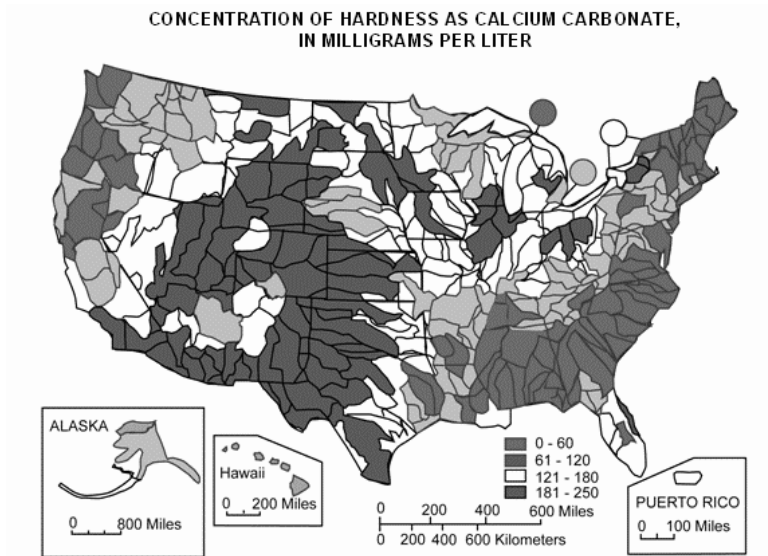 CONCENTRATION OF HARDNESS AS CALCIUM CARBONATE,
IN MILLIGRAMS PER LITER
ALASKA
0 800 Miles
Hawaii
0 200 Miles
0 - 60
61 - 120
121 - 180
181 - 250
0 200 400 600 Miles
0 200 400 600 Kilometers
PUERTO RICO
0 100 Miles